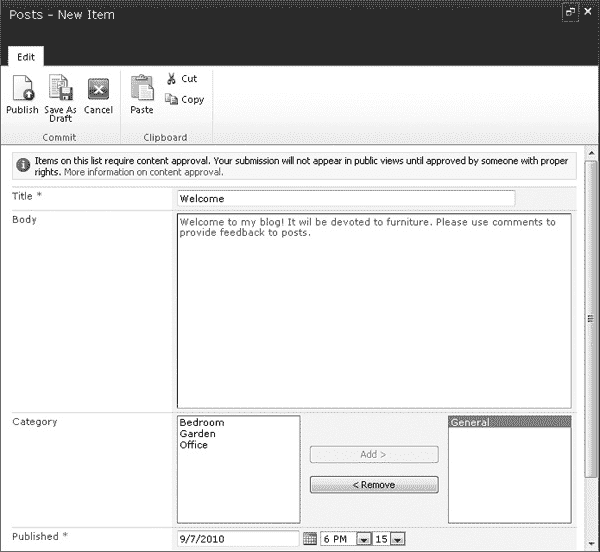 Posts - New Item
Edit
Publish Save As Draft Cancel Paste Cut
Copy
Commit Clipboard
Items on this list require content approval. Your submission will not appear in public views until approved by someone with proper
rights. More information on content approval.
Title * Welcome
Body Welcome to my blog! It wil be devoted to furniture. Please use comments to
provide feedback to posts.
Category Bedroom General
Garden
Office
Add >
< Remove
Published * 9/7/2010 6 PM 15